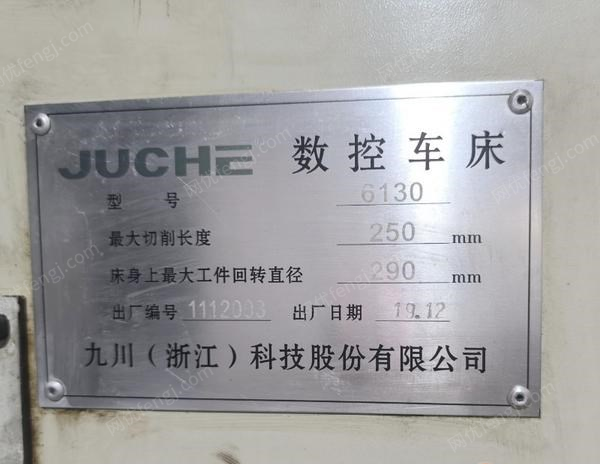 JUCHE 数控车床
型号 6130
最大切削长度 250 mm
床身上最大工件回转直径 290 mm
出厂编号 1112003 出厂日期 19.12
九川(浙江)科技股份有限公司